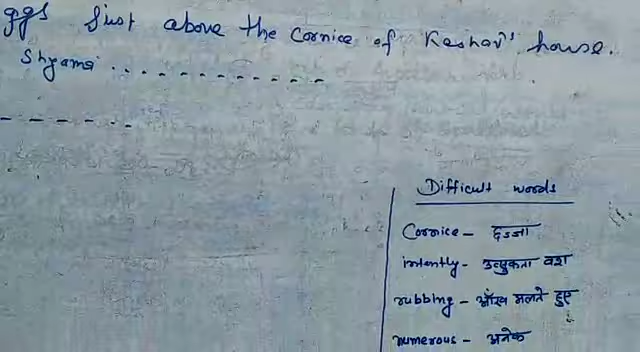 ggs just above the Cornice of Keshav's house.
Shyama . . . . . . . . . . . . .
- - - - - -
Difficult words
Cornice - छज्जा
intently - उत्सुकता वश
rubbing - आँख मलते हुए
numerous - अनेक